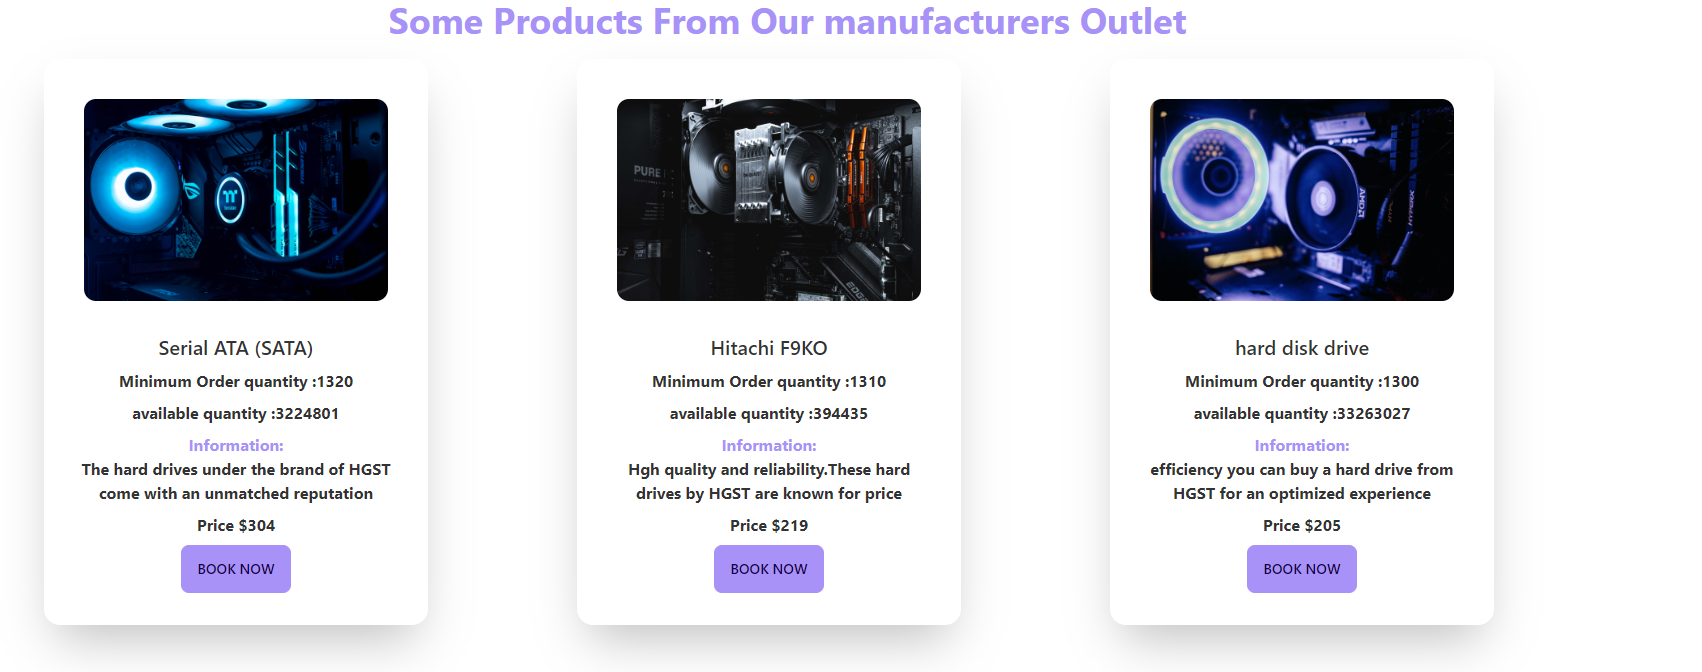 Some Products From Our manufacturers Outlet
Serial ATA (SATA)
Minimum Order quantity :1320
available quantity :3224801
Information:
The hard drives under the brand of HGST
come with an unmatched reputation
Price $304
BOOK NOW
PURE
Hitachi F9KO
Minimum Order quantity :1310
available quantity :394435
Information:
Hgh quality and reliability.These hard
drives by HGST are known for price
Price $219
BOOK NOW
AMD
HYPERX
hard disk drive
Minimum Order quantity :1300
available quantity :33263027
Information:
efficiency you can buy a hard drive from
HGST for an optimized experience
Price $205
BOOK NOW